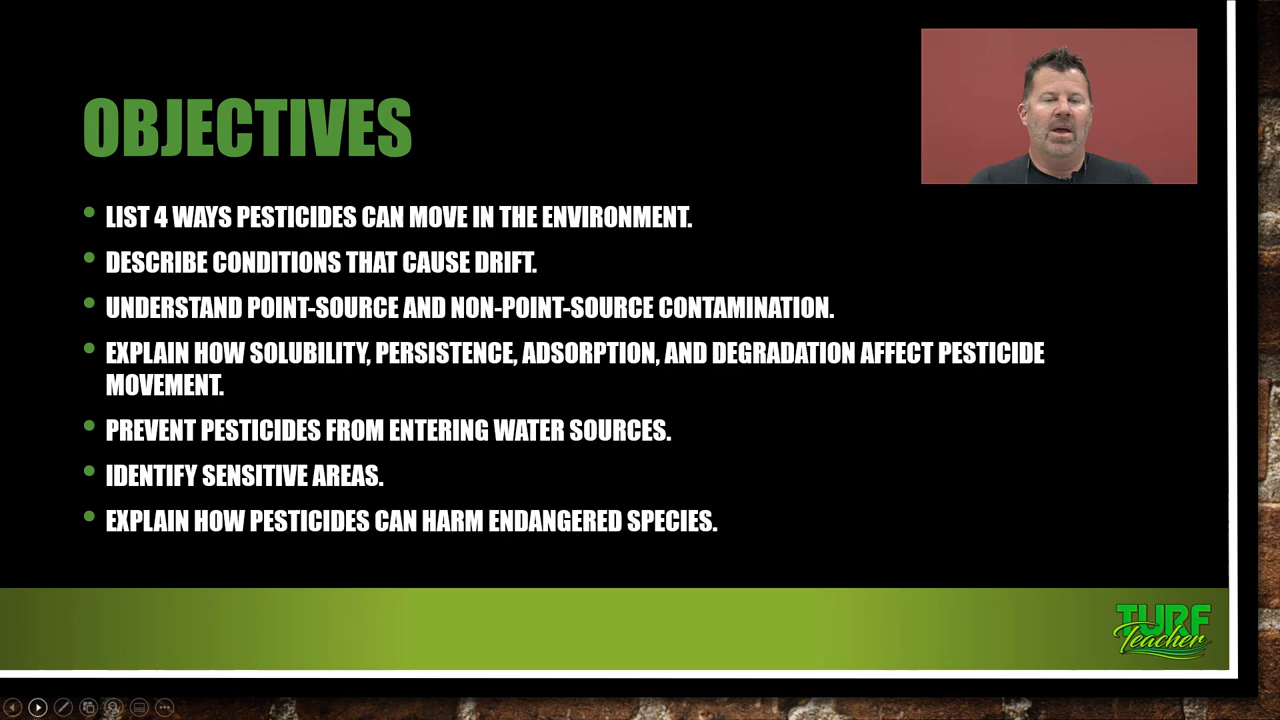 OBJECTIVES
LIST 4 WAYS PESTICIDES CAN MOVE IN THE ENVIRONMENT.
DESCRIBE CONDITIONS THAT CAUSE DRIFT.
UNDERSTAND POINT-SOURCE AND NON-POINT-SOURCE CONTAMINATION.
EXPLAIN HOW SOLUBILITY, PERSISTENCE, ADSORPTION, AND DEGRADATION AFFECT PESTICIDE
MOVEMENT.
PREVENT PESTICIDES FROM ENTERING WATER SOURCES.
IDENTIFY SENSITIVE AREAS.
EXPLAIN HOW PESTICIDES CAN HARM ENDANGERED SPECIES.
TURF
Teacher